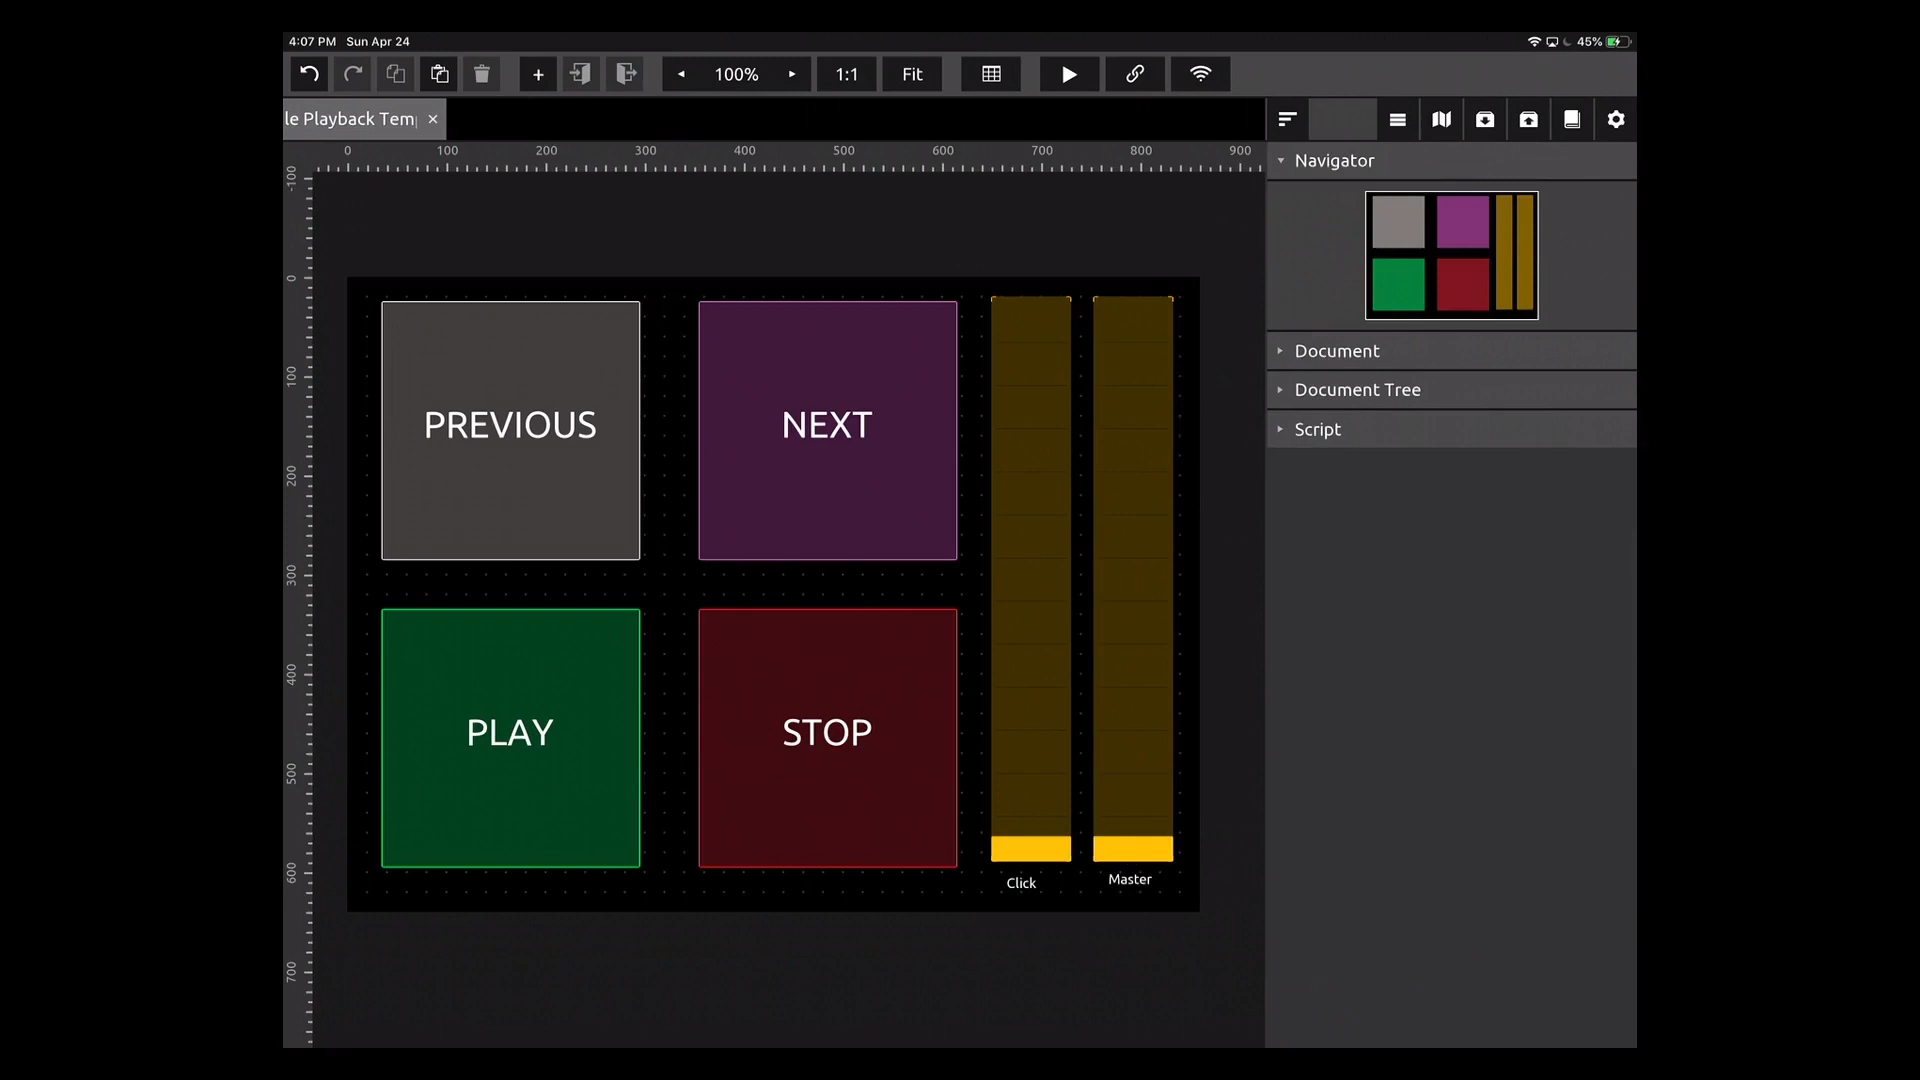 4:07 PM Sun Apr 24 45%
100% 1:1 Fit
le Playback Temp
0 100 200 300 400 500 600 700 800 900
Navigator
-100
0
100
200
300
400
500
600
700
Document
Document Tree
Script
PREVIOUS NEXT
PLAY STOP
Click Master